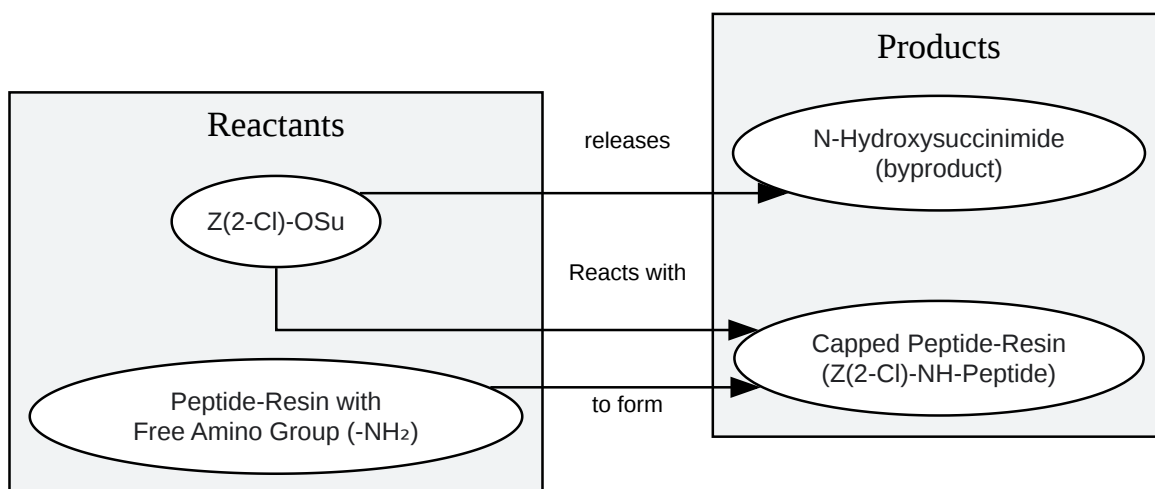 Reactants
Z(2-Cl)-OSu
Peptide-Resin with
Free Amino Group (-NH₂)
releases
Reacts with
to form
Products
N-Hydroxysuccinimide
(byproduct)
Capped Peptide-Resin
(Z(2-Cl)-NH-Peptide)